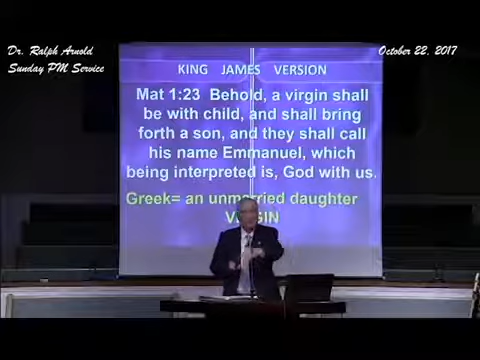 Dr. Ralph Arnold
Sunday PM Service
October 22, 2017
KING JAMES VERSION
Mat 1:23 Behold, a virgin shall
be with child, and shall bring
forth a son, and they shall call
his name Emmanuel, which
being interpreted is, God with us.
Greek= an unmarried daughter
VIRGIN